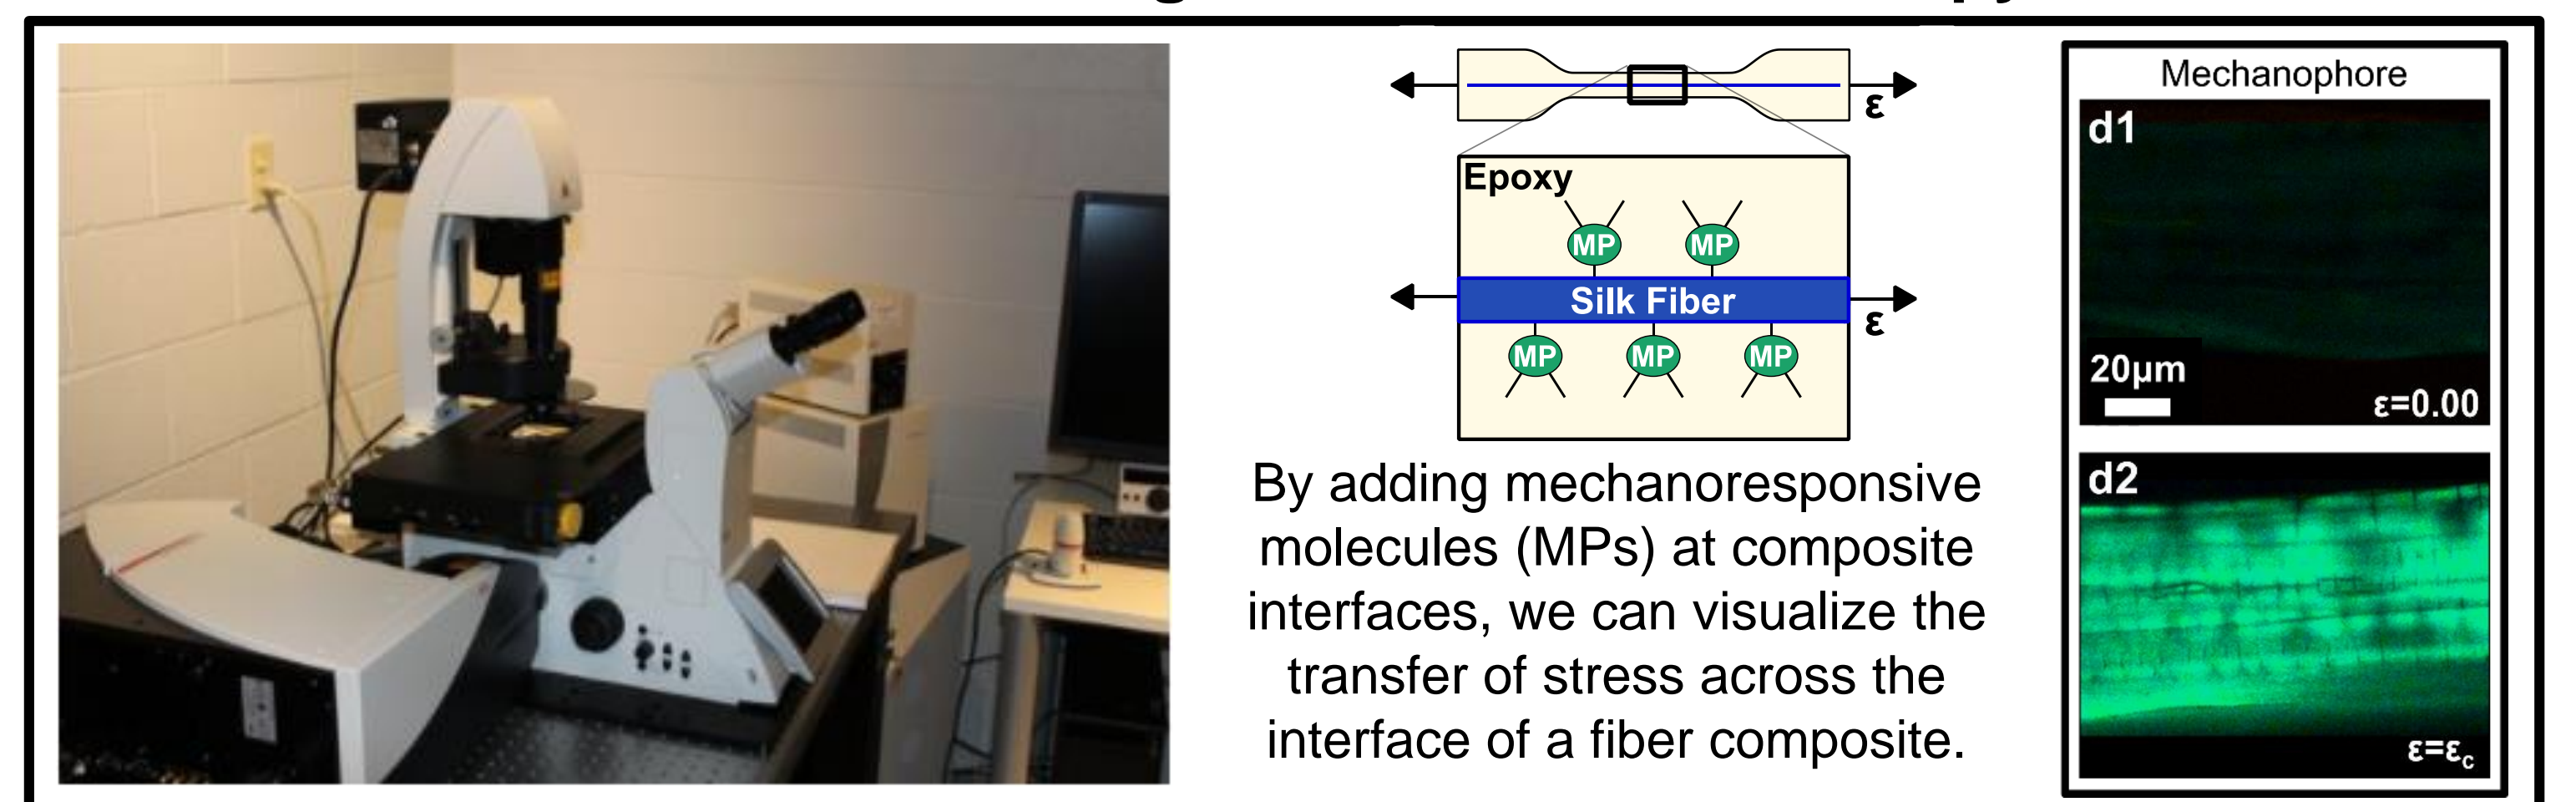 ε
Epoxy
MP MP
Silk Fiber
ε
MP MP MP
By adding mechanoresponsive
molecules (MPs) at composite
interfaces, we can visualize the
transfer of stress across the
interface of a fiber composite.
Mechanophore
d1
20µm
ε=0.00
d2
ε=εc